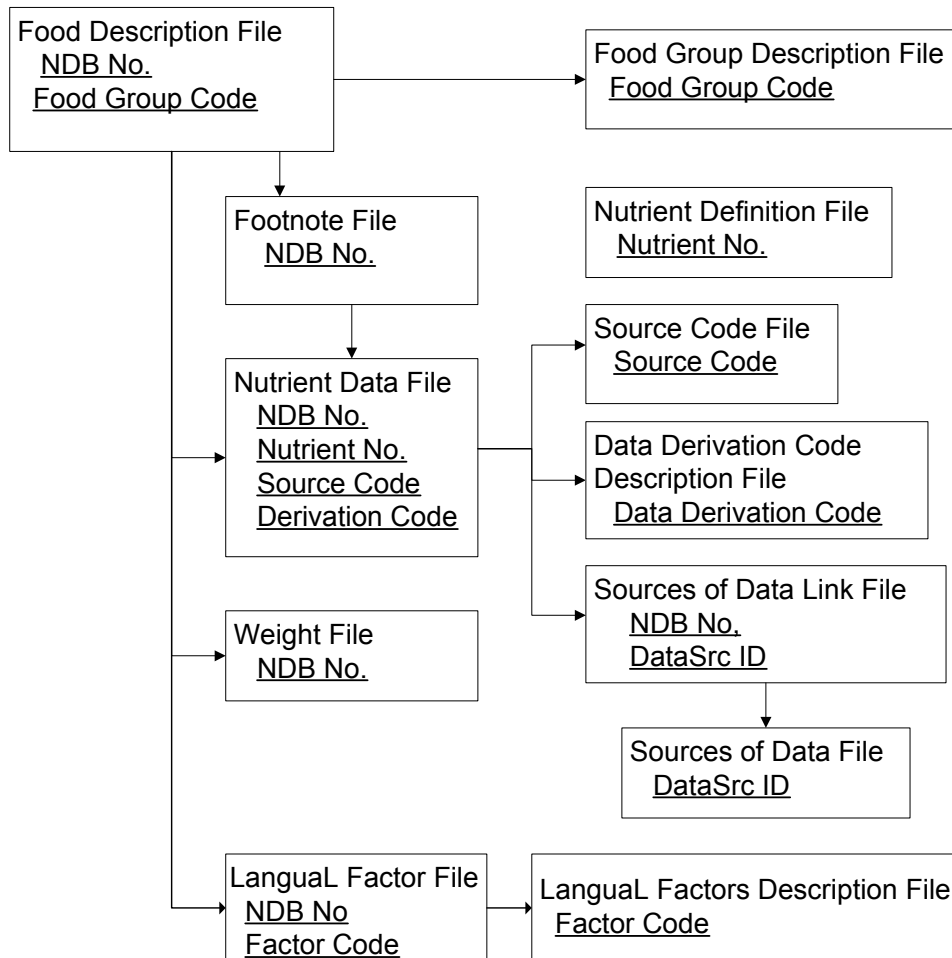 Food Description File
NDB No.
Food Group Code
Food Group Description File
Food Group Code
Footnote File
NDB No.
Nutrient Definition File
Nutrient No.
Nutrient Data File
NDB No.
Nutrient No.
Source Code
Derivation Code
Source Code File
Source Code
Data Derivation Code
Description File
Data Derivation Code
Sources of Data Link File
NDB No,
DataSrc ID
Weight File
NDB No.
Sources of Data File
DataSrc ID
LanguaL Factor File
NDB No
Factor Code
LanguaL Factors Description File
Factor Code